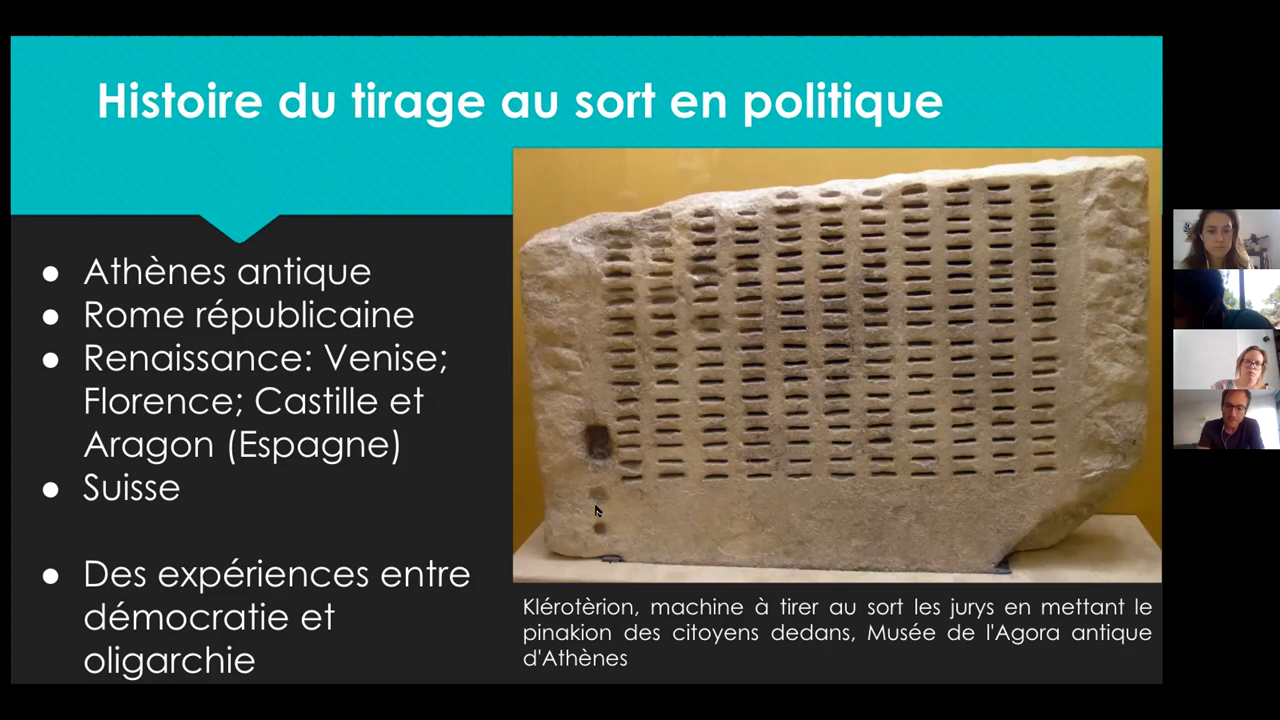 Histoire du tirage au sort en politique
● Athènes antique
● Rome républicaine
● Renaissance: Venise;
Florence; Castille et
Aragon (Espagne)
● Suisse
● Des expériences entre
démocratie et
oligarchie
Klérotèrion, machine à tirer au sort les jurys en mettant le
pinakion des citoyens dedans, Musée de l'Agora antique
d'Athènes